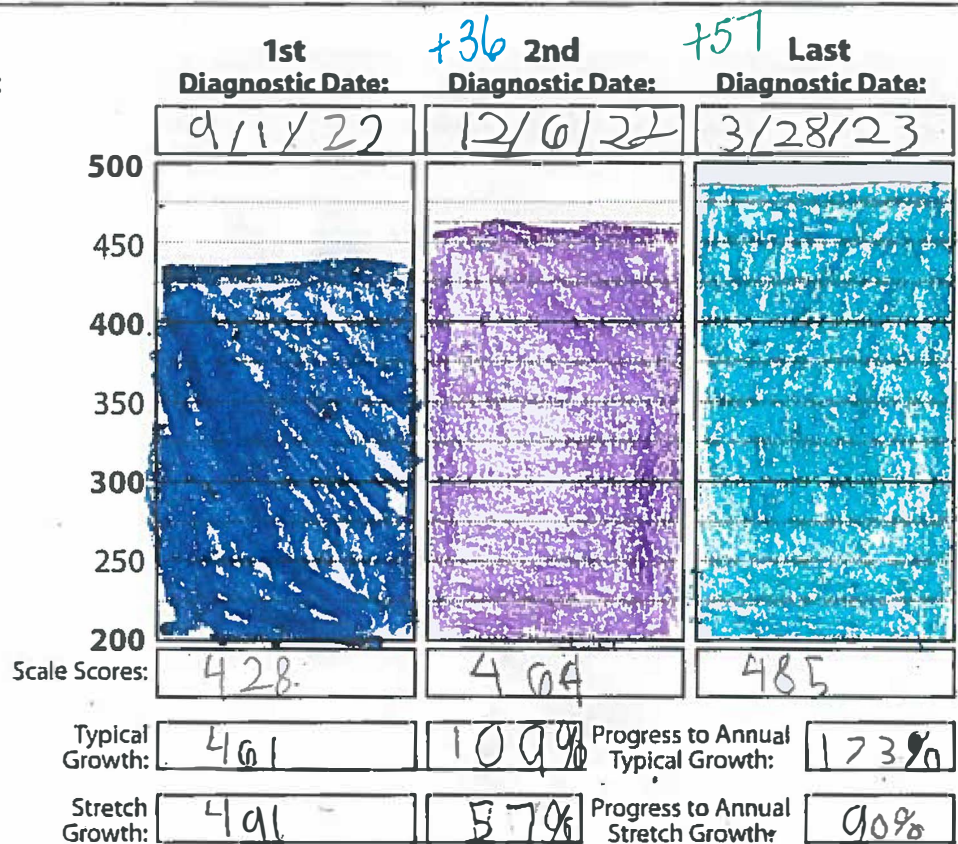 1st +36 2nd +57 Last
Diagnostic Date: Diagnostic Date: Diagnostic Date:
9/1/22 12/6/22 3/28/23
500
450
400
350
300
250
200
Scale Scores: 428 464 485
Typical Growth: 461 109% Progress to Annual Typical Growth: 173%
Stretch Growth: 491 57% Progress to Annual Stretch Growth: 90%